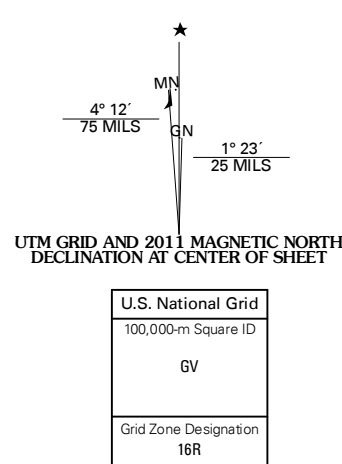 ★
MN
4° 12´
75 MILS
GN
1° 23´
25 MILS
UTM GRID AND 2011 MAGNETIC NORTH
DECLINATION AT CENTER OF SHEET
U.S. National Grid
100,000-m Square ID
GV
Grid Zone Designation
16R